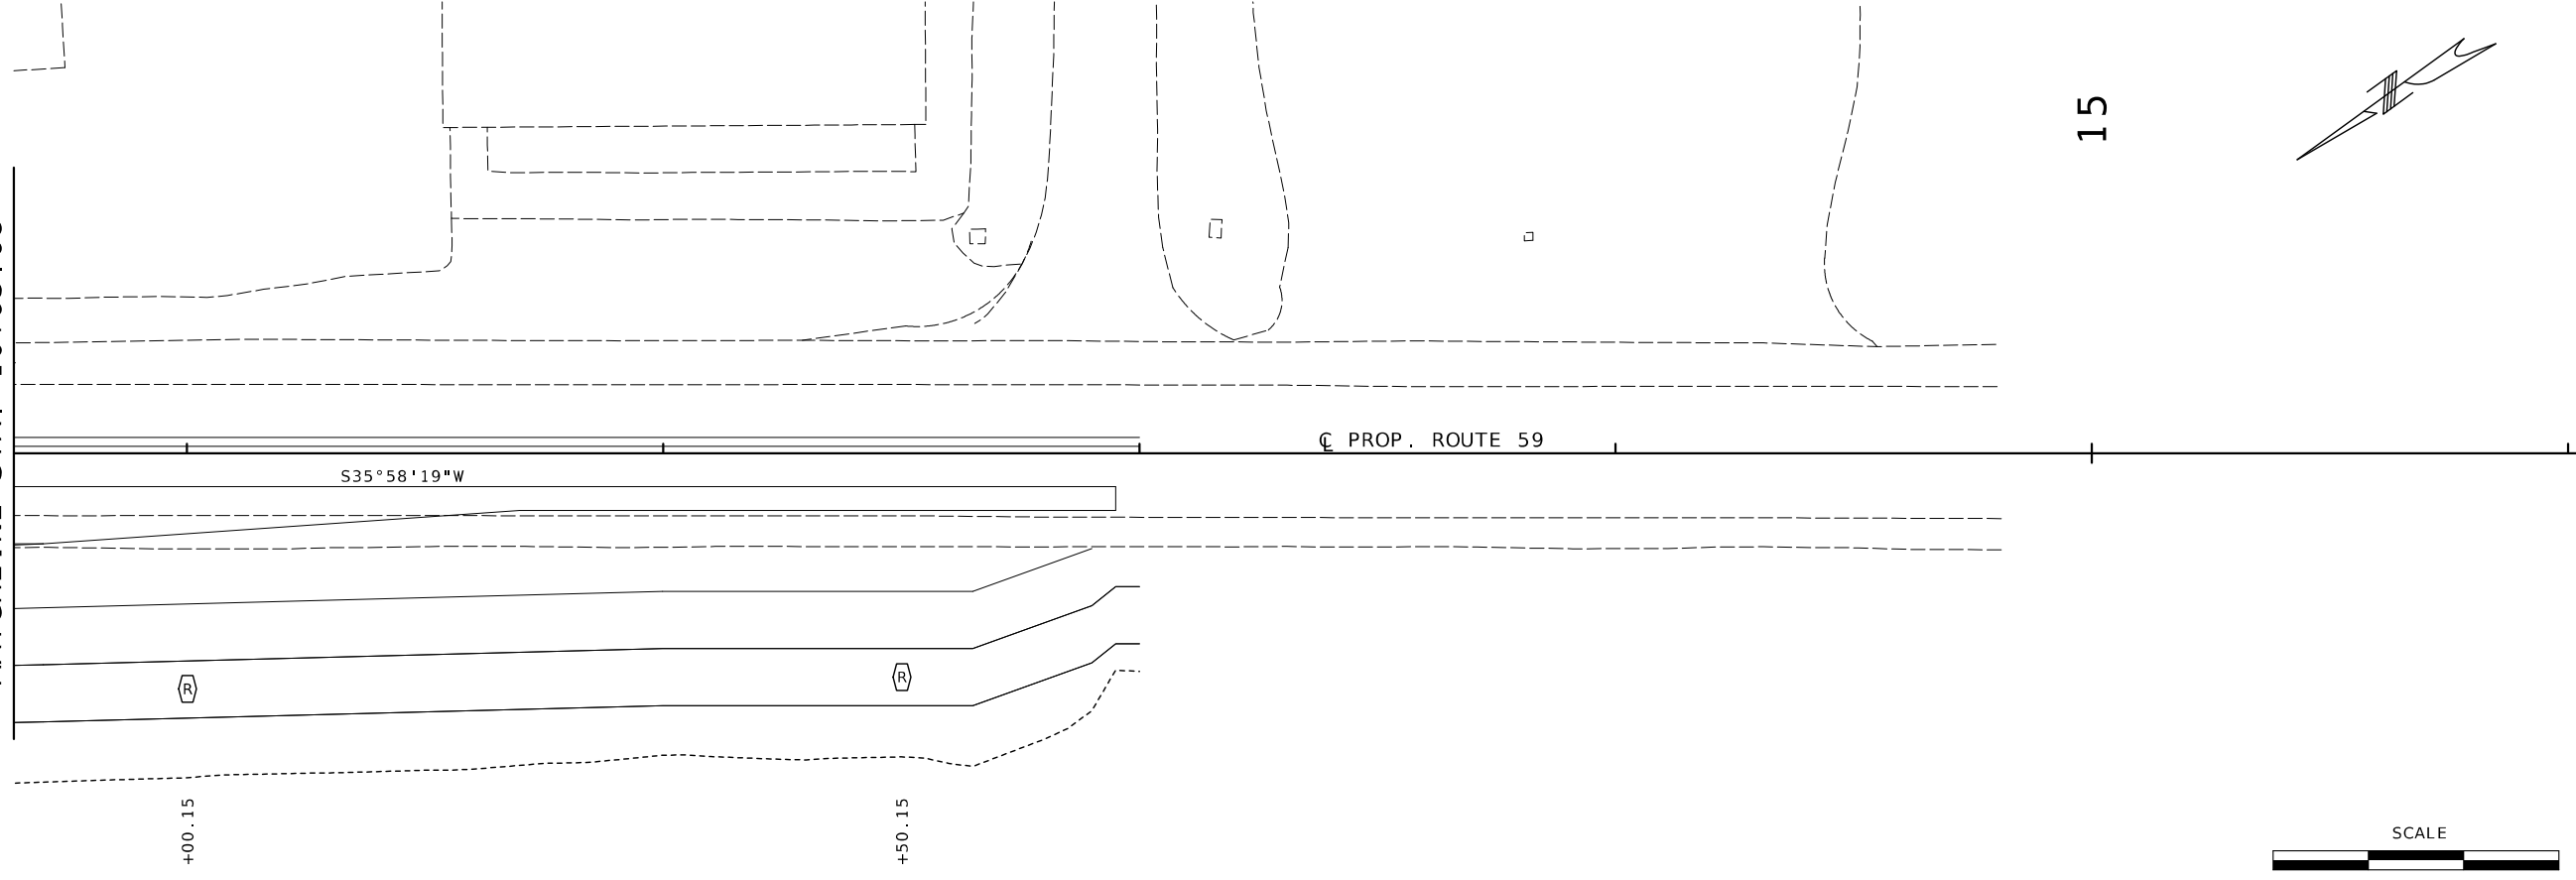 15
℄ PROP. ROUTE 59
S35°58'19"W
R
R
+00.15
+50.15
SCALE